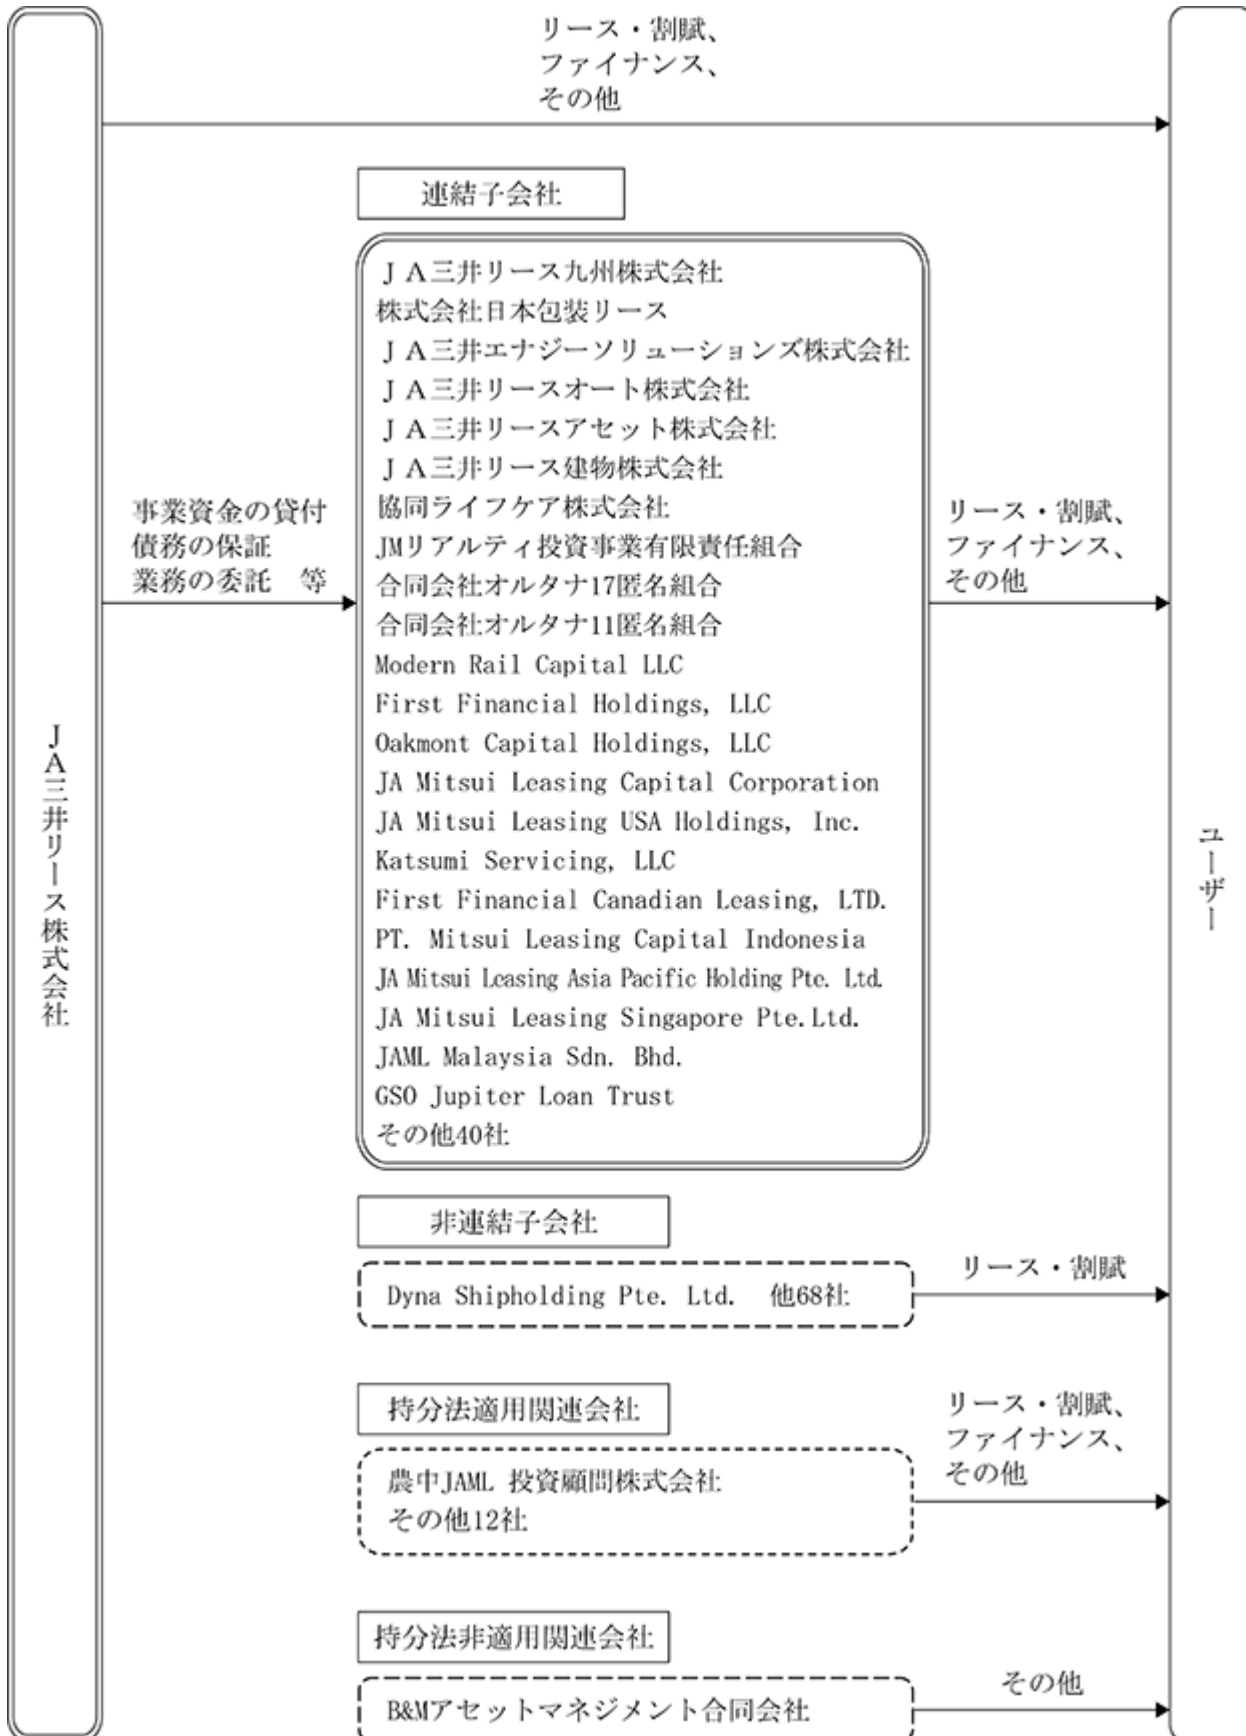 リース・割賦、
ファイナンス、
その他
連結子会社
ＪＡ三井リース九州株式会社
株式会社日本包装リース
ＪＡ三井エナジーソリューションズ株式会社
ＪＡ三井リースオート株式会社
ＪＡ三井リースアセット株式会社
ＪＡ三井リース建物株式会社
協同ライフケア株式会社
JMリアルティ投資事業有限責任組合
合同会社オルタナ17匿名組合
合同会社オルタナ11匿名組合
Modern Rail Capital LLC
First Financial Holdings, LLC
Oakmont Capital Holdings, LLC
JA Mitsui Leasing Capital Corporation
JA Mitsui Leasing USA Holdings, Inc.
Katsumi Servicing, LLC
First Financial Canadian Leasing, LTD.
PT. Mitsui Leasing Capital Indonesia
JA Mitsui Leasing Asia Pacific Holding Pte. Ltd.
JA Mitsui Leasing Singapore Pte.Ltd.
JAML Malaysia Sdn. Bhd.
GSO Jupiter Loan Trust
その他40社
事業資金の貸付
債務の保証
業務の委託　等
リース・割賦、
ファイナンス、
その他
ＪＡ三井リース株式会社
ユーザー
非連結子会社
Dyna Shipholding Pte. Ltd.　他68社
リース・割賦
持分法適用関連会社
農中JAML 投資顧問株式会社
その他12社
リース・割賦、
ファイナンス、
その他
持分法非適用関連会社
B&Mアセットマネジメント合同会社
その他